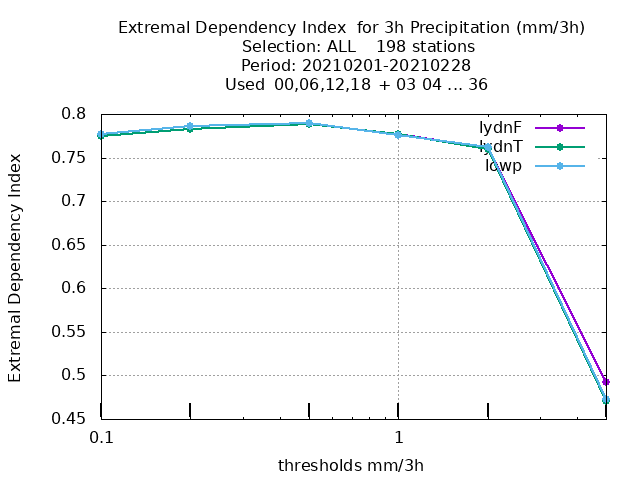 Extremal Dependency Index  for 3h Precipitation (mm/3h)
Selection: ALL    198 stations
Period: 20210201-20210228
Used  00,06,12,18  + 03 04 ... 36
lydnF
lydnT
lowp
0.8
0.75
0.7
0.65
0.6
0.55
0.5
0.45
Extremal Dependency Index
0.1
1
thresholds mm/3h